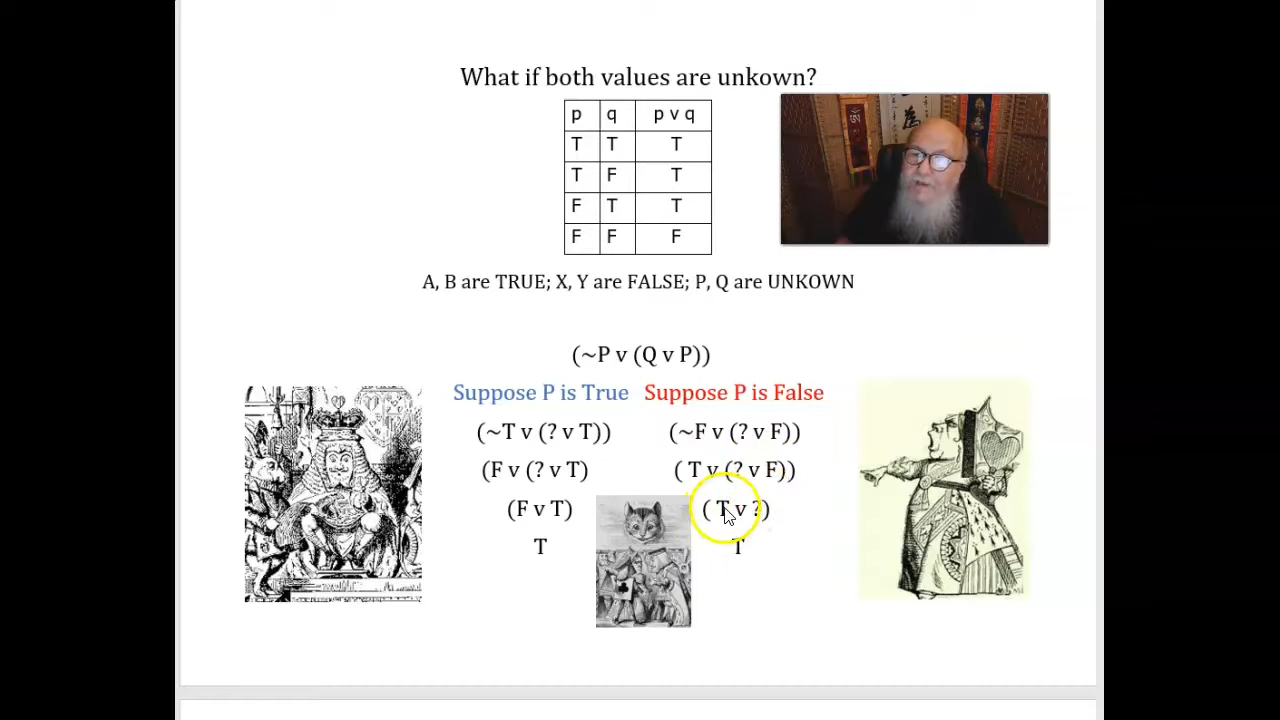 What if both values are unkown?
p q p v q
T T T
T F T
F T T
F F F
A, B are TRUE; X, Y are FALSE; P, Q are UNKOWN
(~P v (Q v P))
Suppose P is True Suppose P is False
(~T v (? v T)) (~F v (? v F))
(F v (? v T) ( T v (? v F))
(F v T) ( T v ?)
T T